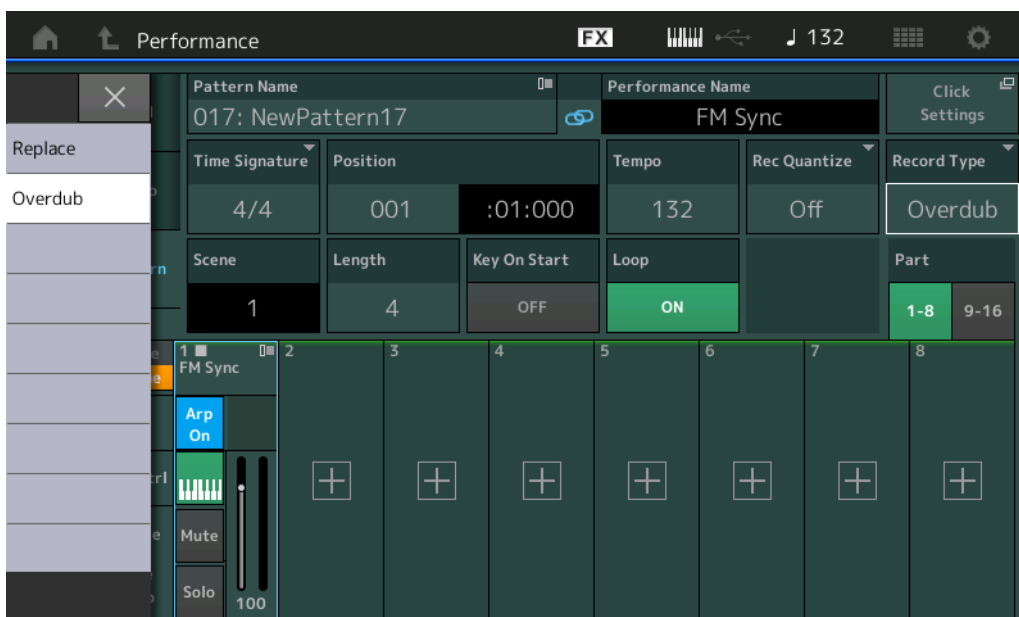 Performance
FX
132
Replace
Overdub
Pattern Name
017: NewPattern17
Performance Name
FM Sync
Click
Settings
Time Signature
4/4
Position
001
:01:000
Tempo
132
Rec Quantize
Off
Record Type
Overdub
Scene
1
Length
4
Key On Start
OFF
Loop
ON
Part
1-8
9-16
1
FM Sync
2
3
4
5
6
7
8
Arp
On
Mute
Solo
100